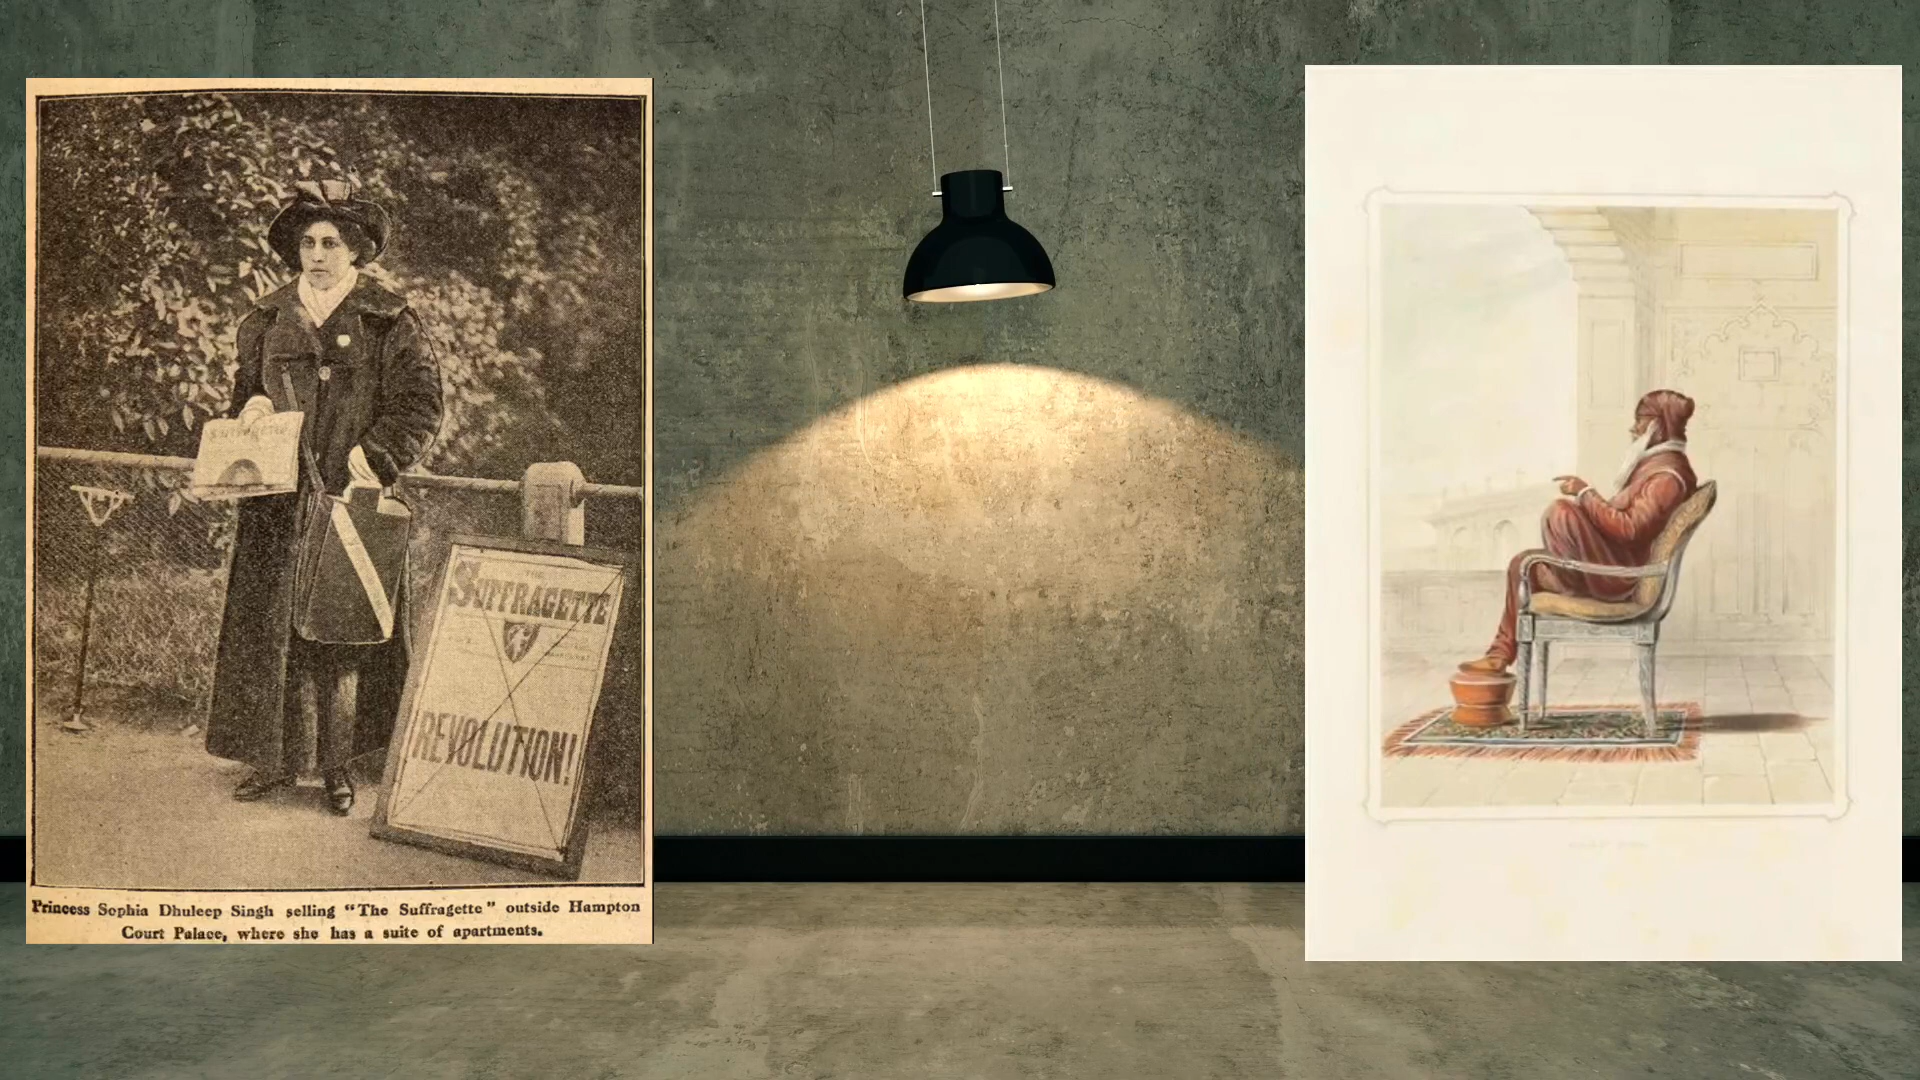 Suffragette
SUFFRAGETTE
REVOLUTION!
Princess Sophia Dhuleep Singh selling "The Suffragette" outside Hampton
Court Palace, where she has a suite of apartments.